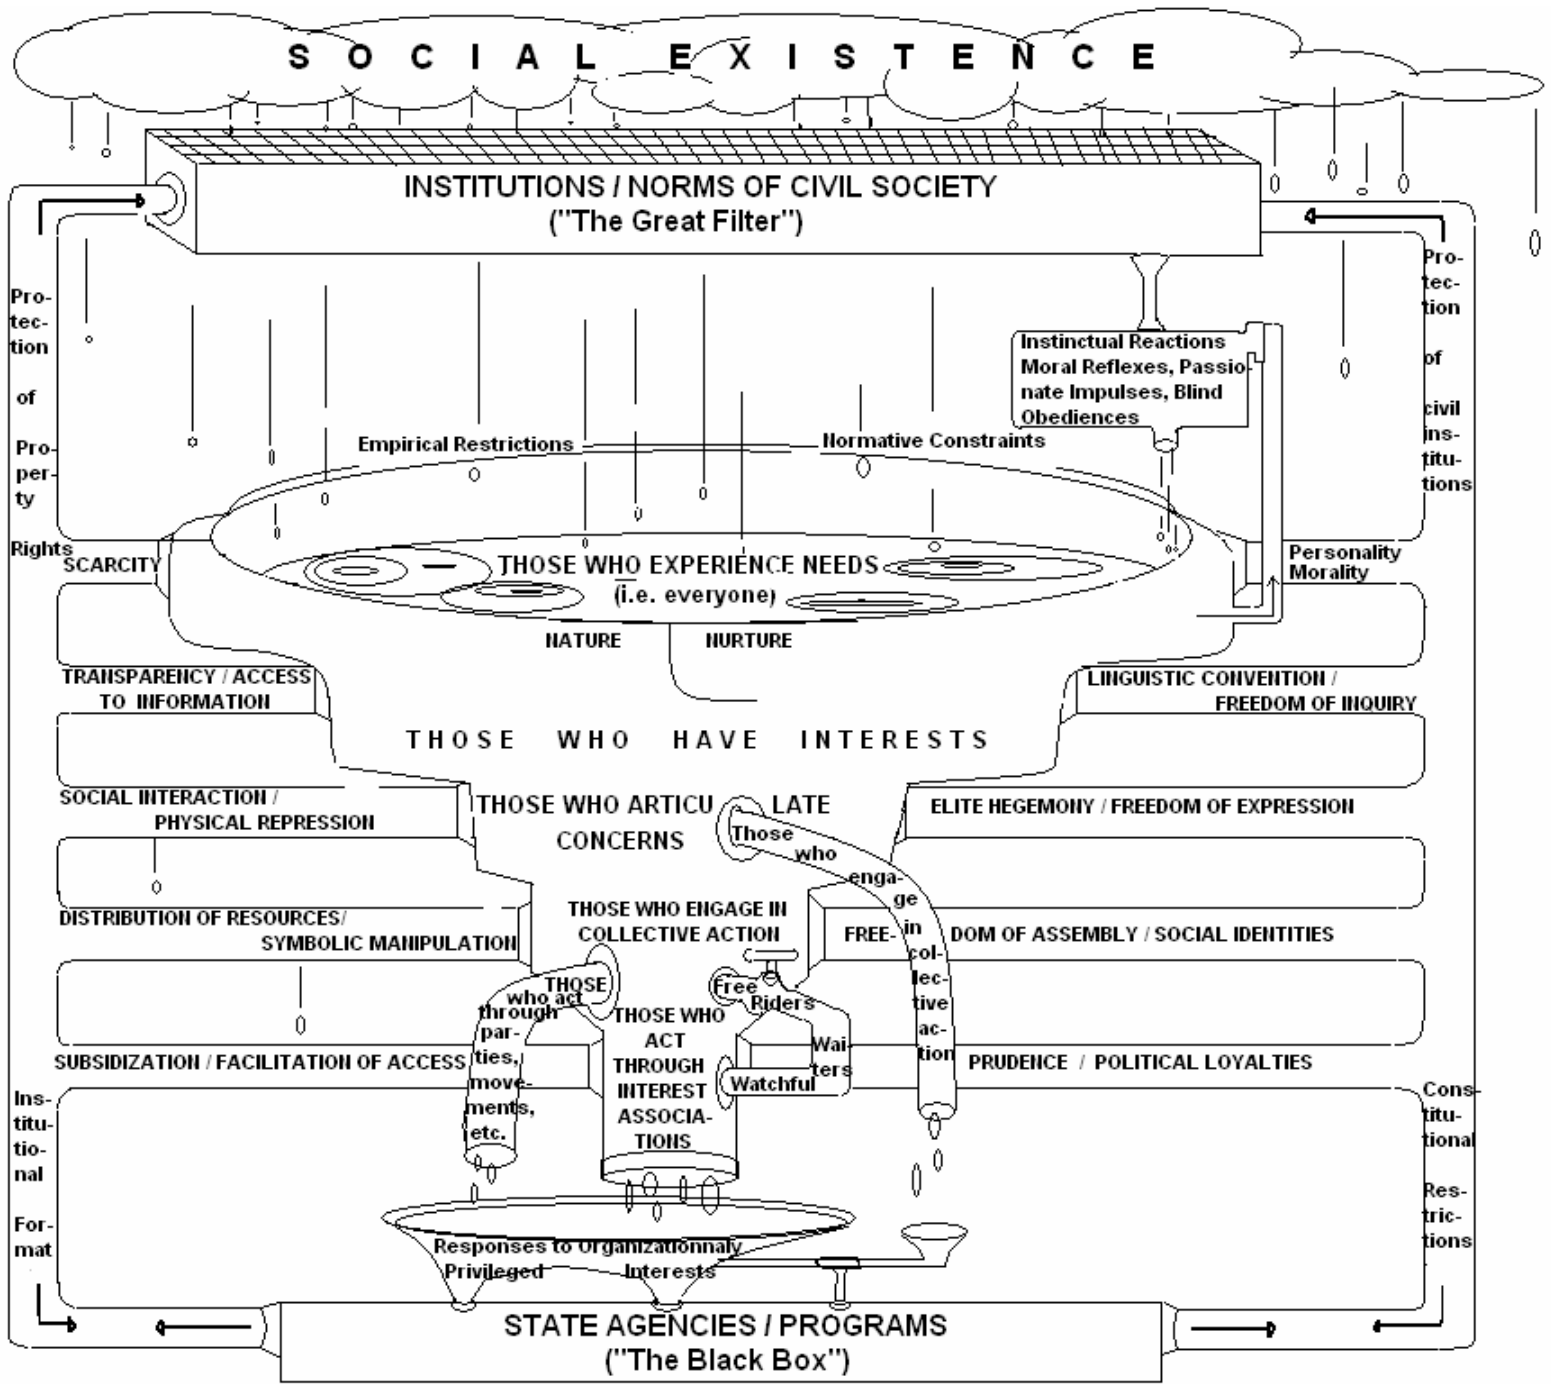 SOCIAL EXISTENCE
INSTITUTIONS / NORMS OF CIVIL SOCIETY
("The Great Filter")
Pro-
tec-
tion
of
Pro-
per-
ty
Rights
Pro-
tec-
tion
of
civil
ins-
titu-
tions
Instinctual Reactions
Moral Reflexes, Passio-
nate Impulses, Blind
Obediences
Empirical Restrictions
Normative Constraints
THOSE WHO EXPERIENCE NEEDS
(i.e. everyone)
SCARCITY
Personality
Morality
NATURE
NURTURE
TRANSPARENCY / ACCESS
TO INFORMATION
LINGUISTIC CONVENTION /
FREEDOM OF INQUIRY
THOSE WHO HAVE INTERESTS
SOCIAL INTERACTION /
PHYSICAL REPRESSION
THOSE WHO ARTICU LATE
CONCERNS
ELITE HEGEMONY / FREEDOM OF EXPRESSION
Those
who
enga-
ge
in
col-
lec-
tive
ac-
tion
DISTRIBUTION OF RESOURCES/
SYMBOLIC MANIPULATION
THOSE WHO ENGAGE IN
COLLECTIVE ACTION
FREE- DOM OF ASSEMBLY / SOCIAL IDENTITIES
THOSE
who act
through
par-
ties,
move-
ments,
etc.
Free
Riders
Wai-
ters
Watchful
THOSE WHO
ACT
THROUGH
INTEREST
ASSOCIA-
TIONS
SUBSIDIZATION / FACILITATION OF ACCESS
PRUDENCE / POLITICAL LOYALTIES
Ins-
titu-
tio-
nal
For-
mat
Cons-
titu-
tional
Res-
tric-
tions
Responses to Organizationnaly
Privileged Interests
STATE AGENCIES / PROGRAMS
("The Black Box")